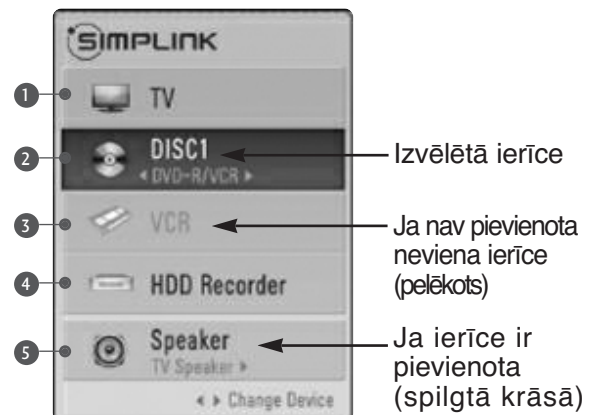 SIMPLINK
1 TV
2 DISC1 Izvēlētā ierīce
◄ DVD-R/VCR ►
3 VCR Ja nav pievienota
neviena ierīce
(pelēkots)
4 HDD Recorder
5 Speaker Ja ierīce ir
TV Speaker ► pievienota
(spilgtā krāsā)
◄ ► Change Device